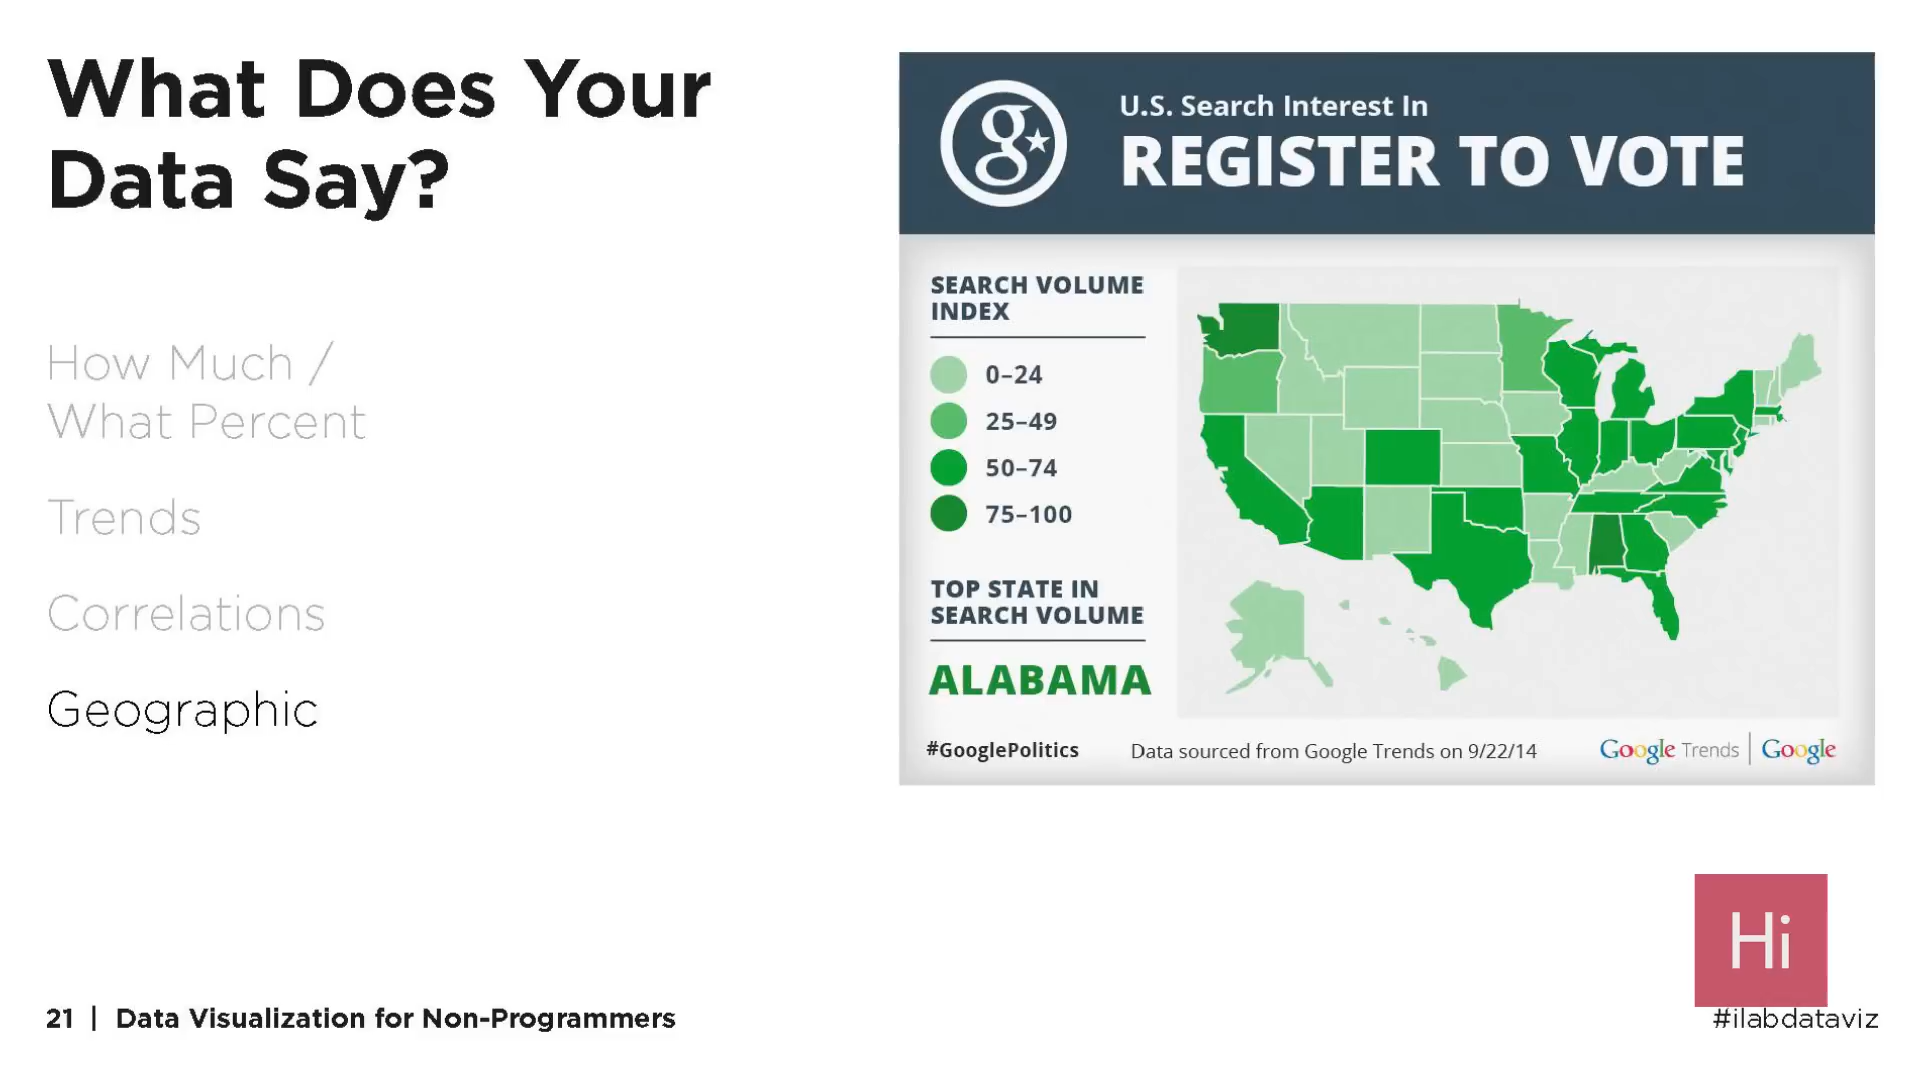 What Does Your
Data Say?
How Much /
What Percent
Trends
Correlations
Geographic
g
U.S. Search Interest In
REGISTER TO VOTE
SEARCH VOLUME
INDEX
0–24
25–49
50–74
75–100
TOP STATE IN
SEARCH VOLUME
ALABAMA
#GooglePolitics
Data sourced from Google Trends on 9/22/14
Google Trends | Google
Hi
21 | Data Visualization for Non-Programmers
#ilabdataviz